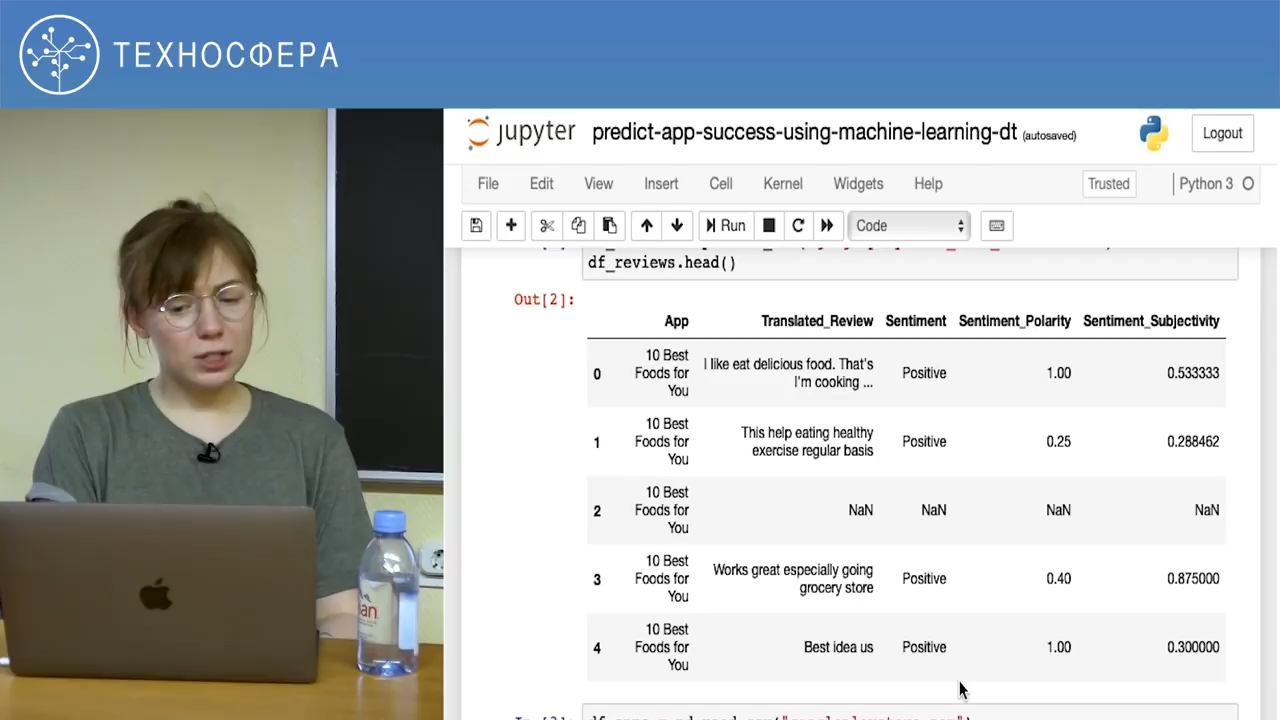 ТЕХНОСФЕРА
jupyter predict-app-success-using-machine-learning-dt (autosaved)
Logout
File Edit View Insert Cell Kernel Widgets Help Trusted Python 3
Run Code
df_reviews.head()
Out[2]:
App Translated_Review Sentiment Sentiment_Polarity Sentiment_Subjectivity
0 10 Best Foods for You I like eat delicious food. That's I'm cooking ... Positive 1.00 0.533333
1 10 Best Foods for You This help eating healthy exercise regular basis Positive 0.25 0.288462
2 10 Best Foods for You NaN NaN NaN NaN
3 10 Best Foods for You Works great especially going grocery store Positive 0.40 0.875000
4 10 Best Foods for You Best idea us Positive 1.00 0.300000